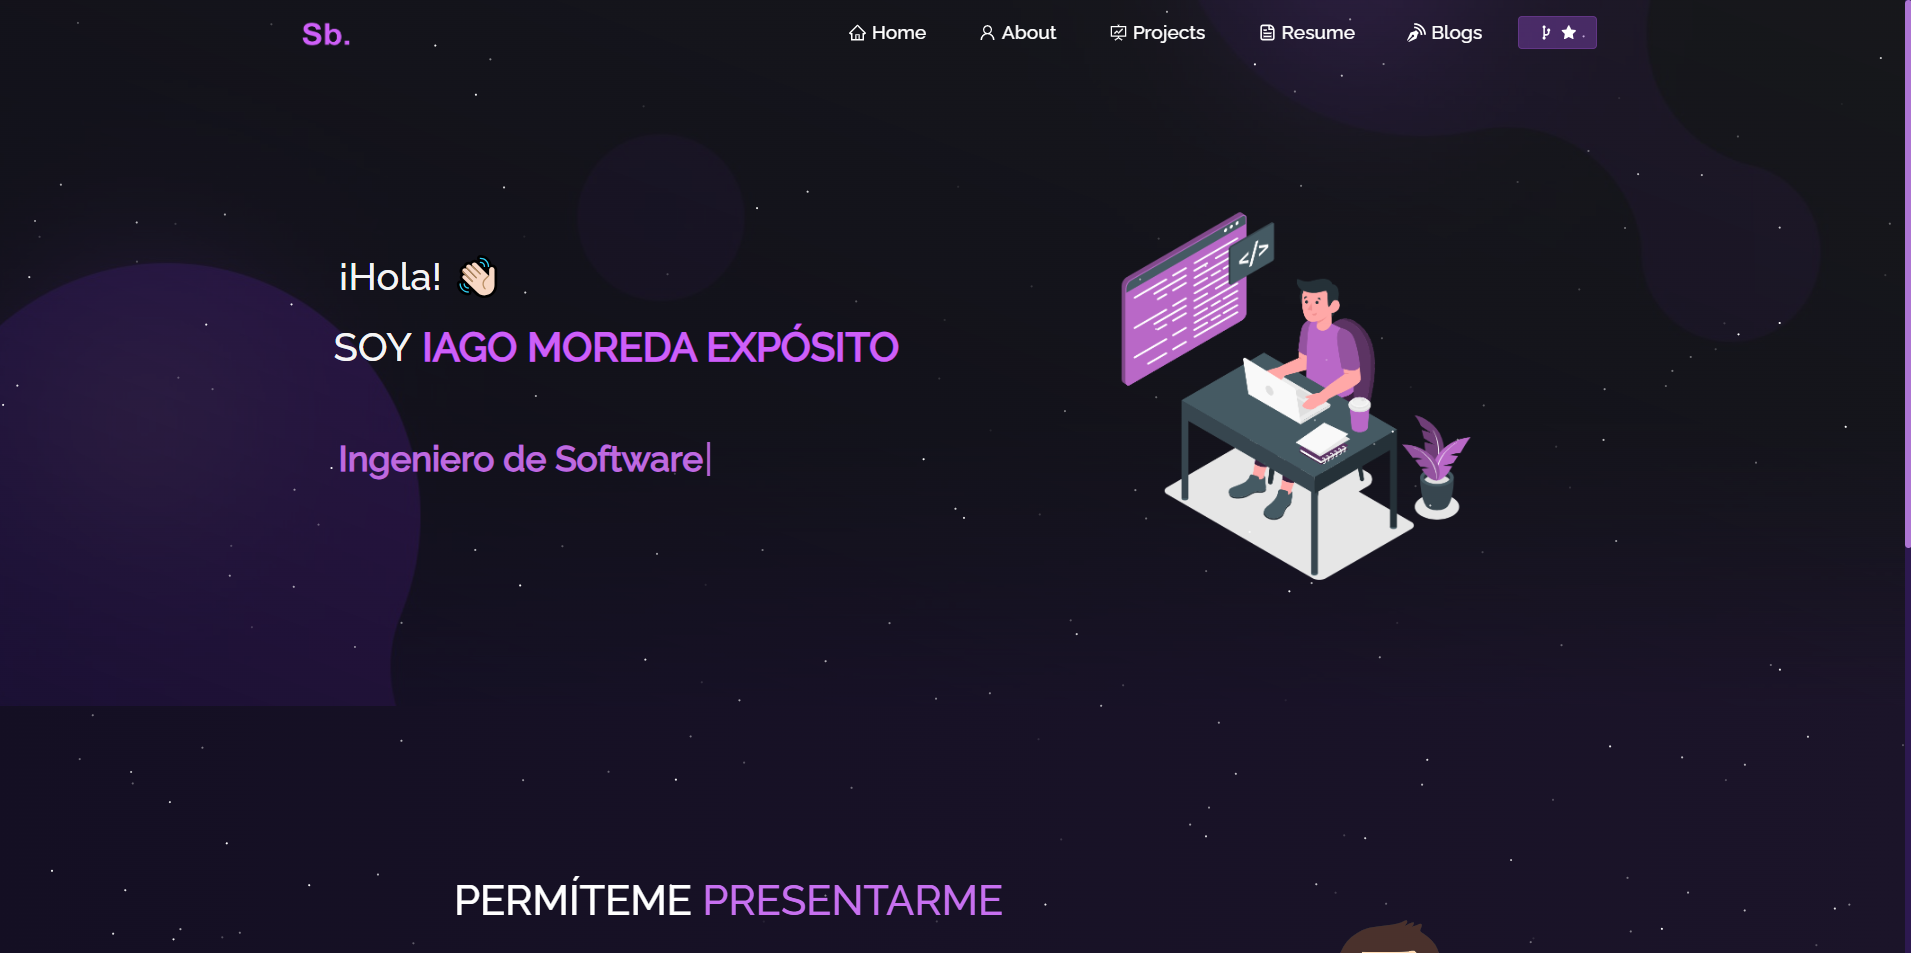 Sb.
Home
About
Projects
Resume
Blogs
¡Hola!
SOY IAGO MOREDA EXPÓSITO
</>
Ingeniero de Software|
PERMÍTEME PRESENTARME